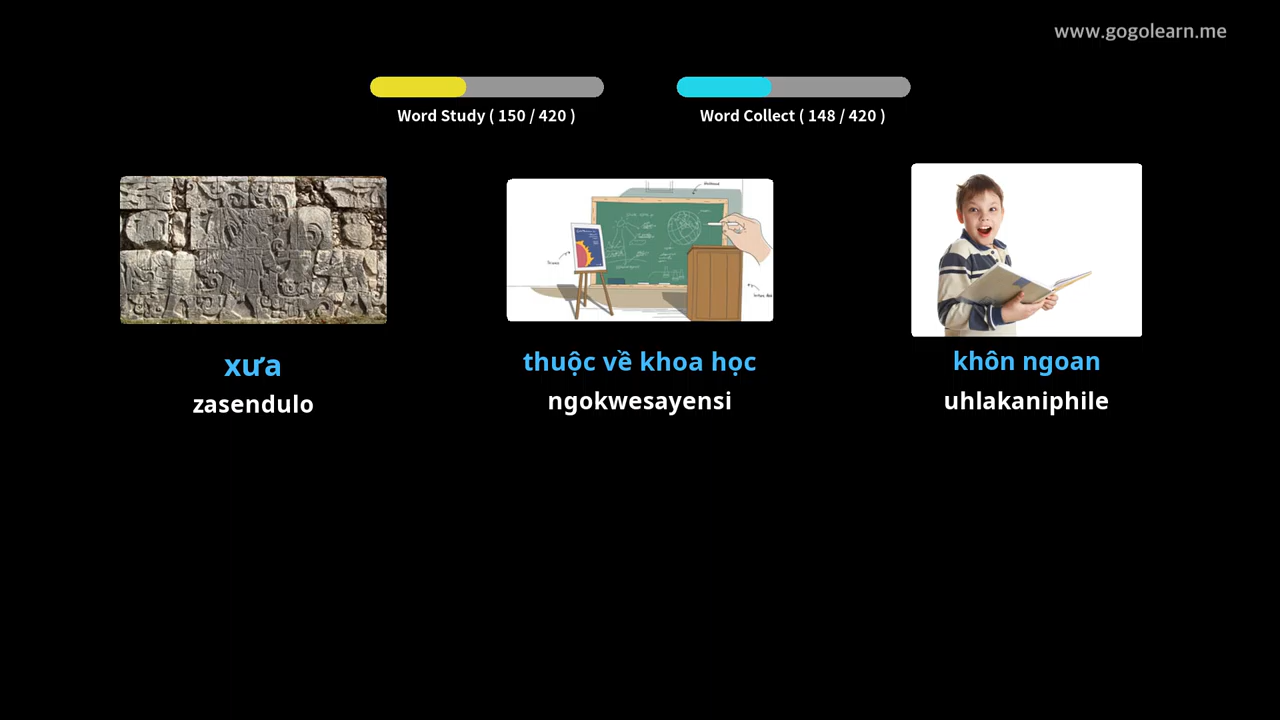 www.gogolearn.me
Word Study ( 150 / 420 )
Word Collect ( 148 / 420 )
xưa
zasendulo
thuộc về khoa học
ngokwesayensi
khôn ngoan
uhlakaniphile